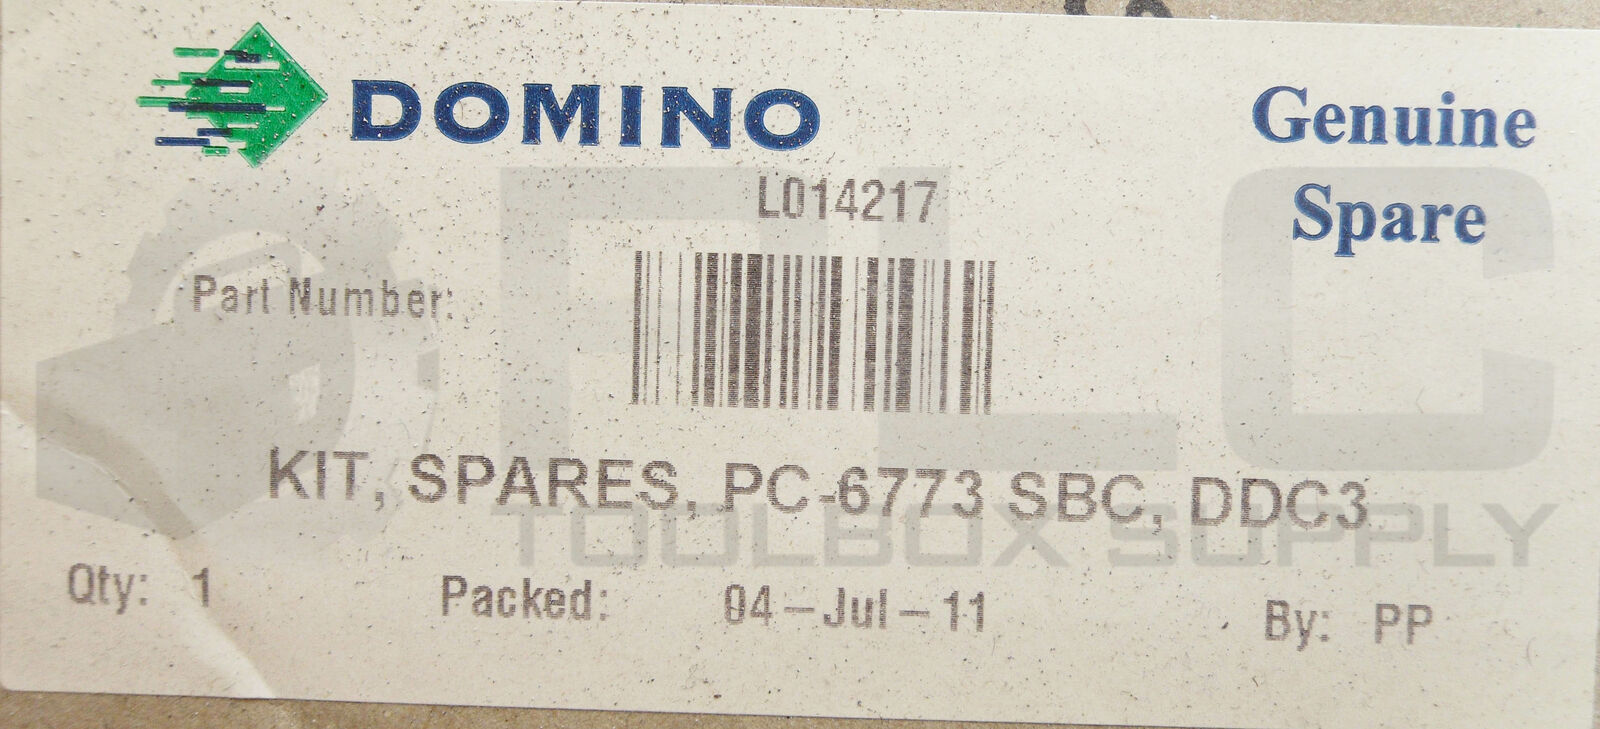 DOMINO
Genuine
Spare
L014217
Part Number:
KIT, SPARES, PC-6773 SBC, DDC3
Qty: 1 Packed: 04-Jul-11 By: PP
PLC
TOOLBOX SUPPLY